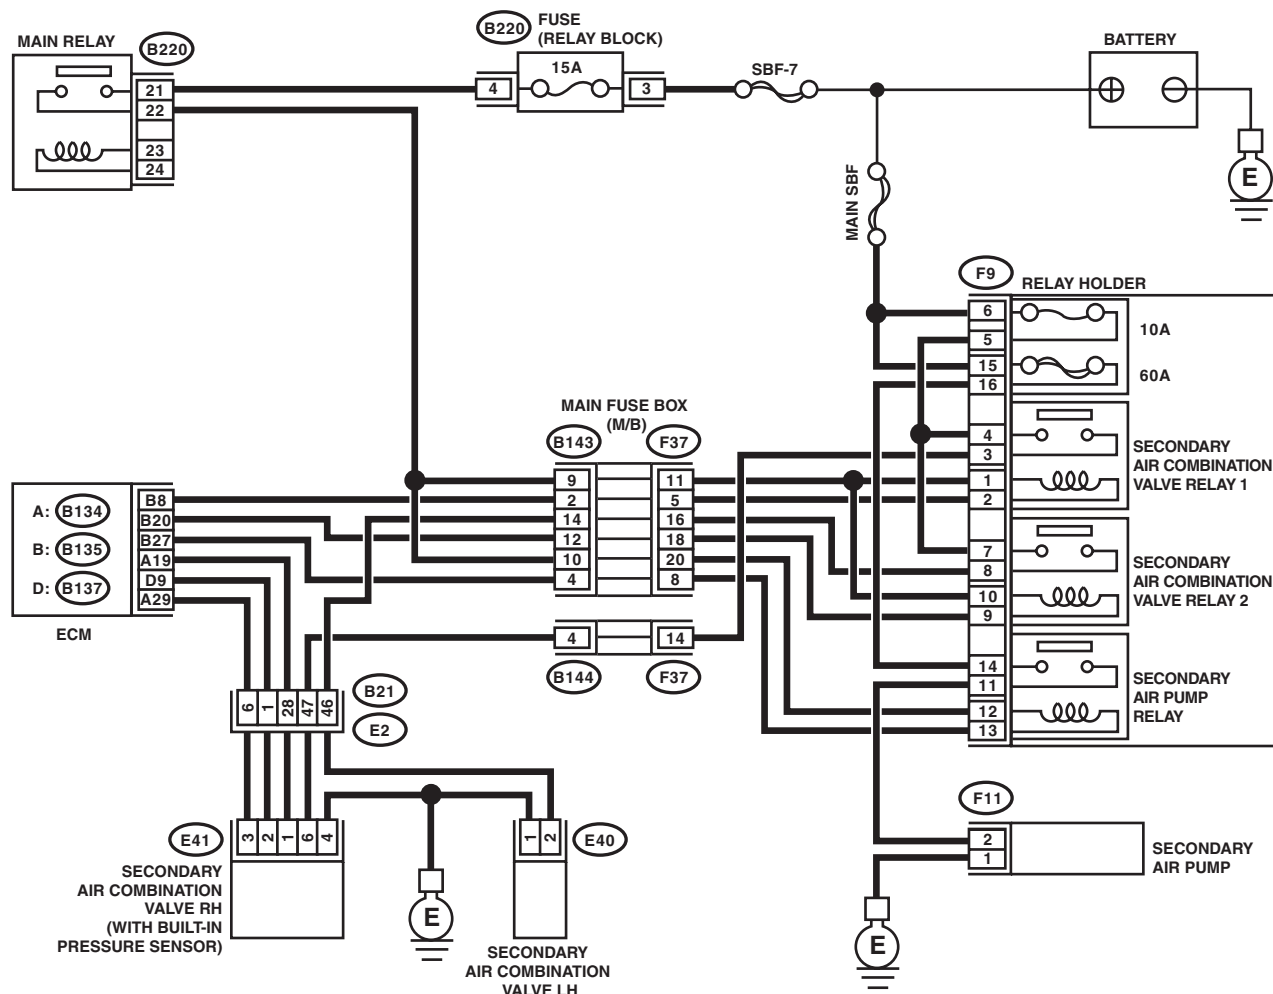 MAIN RELAY
B220
21
22
23
24
B220
FUSE
(RELAY BLOCK)
15A
4
3
SBF-7
BATTERY
E
MAIN SBF
F9
RELAY HOLDER
6
5
15
16
10A
60A
4
3
1
2
SECONDARY
AIR COMBINATION
VALVE RELAY 1
7
8
10
9
SECONDARY
AIR COMBINATION
VALVE RELAY 2
14
11
12
13
SECONDARY
AIR PUMP
RELAY
MAIN FUSE BOX
(M/B)
B143
F37
9
11
2
5
14
16
12
18
10
20
4
8
4
14
B144
F37
A: B134
B: B135
D: B137
B8
B20
B27
A19
D9
A29
ECM
6
1
28
47
46
B21
E2
E41
3
2
1
6
4
SECONDARY
AIR COMBINATION
VALVE RH
(WITH BUILT-IN
PRESSURE SENSOR)
E
1
2
E40
SECONDARY
AIR COMBINATION
VALVE LH
F11
2
1
SECONDARY
AIR PUMP
E